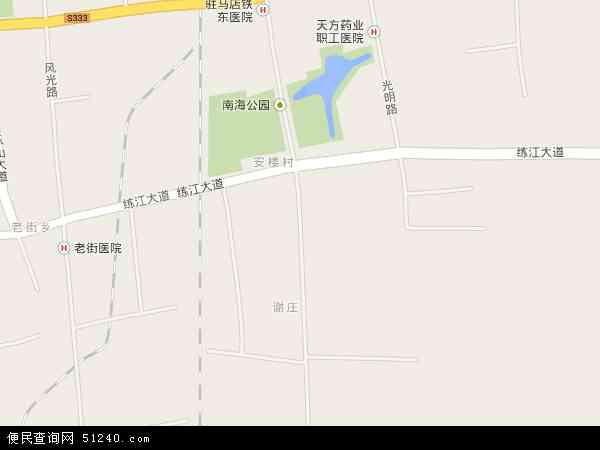 驻马店铁
东医院
S333
天方药业
职工医院
风光路
光明路
南海公园
安楼村
练江大道
练江大道 练江大道
大道
老街乡
老街医院
谢庄
便民查询网 51240.com